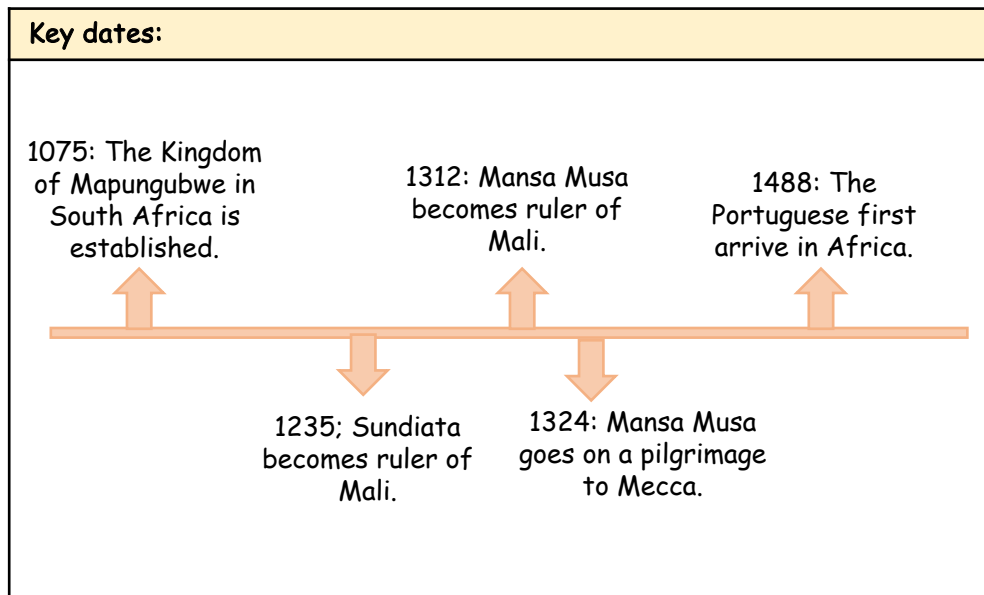 Key dates:
1075: The Kingdom
of Mapungubwe in
South Africa is
established.
1312: Mansa Musa
becomes ruler of
Mali.
1488: The
Portuguese first
arrive in Africa.
1235; Sundiata
becomes ruler of
Mali.
1324: Mansa Musa
goes on a pilgrimage
to Mecca.